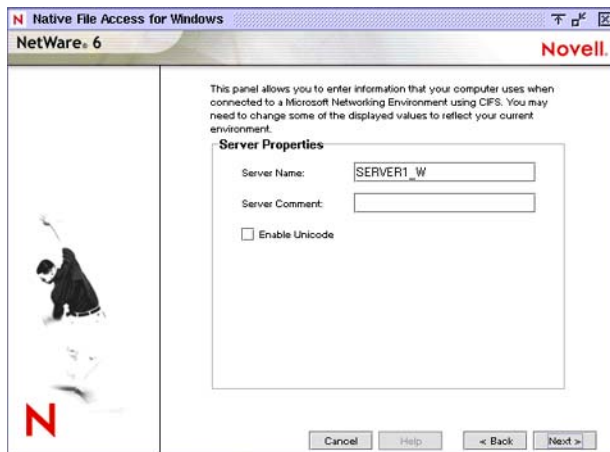 N Native File Access for Windows
NetWare® 6
Novell.
This panel allows you to enter information that your computer uses when
connected to a Microsoft Networking Environment using CIFS. You may
need to change some of the displayed values to reflect your current
environment.
Server Properties
Server Name: SERVER1_W
Server Comment:
Enable Unicode
N
Cancel Help < Back Next >